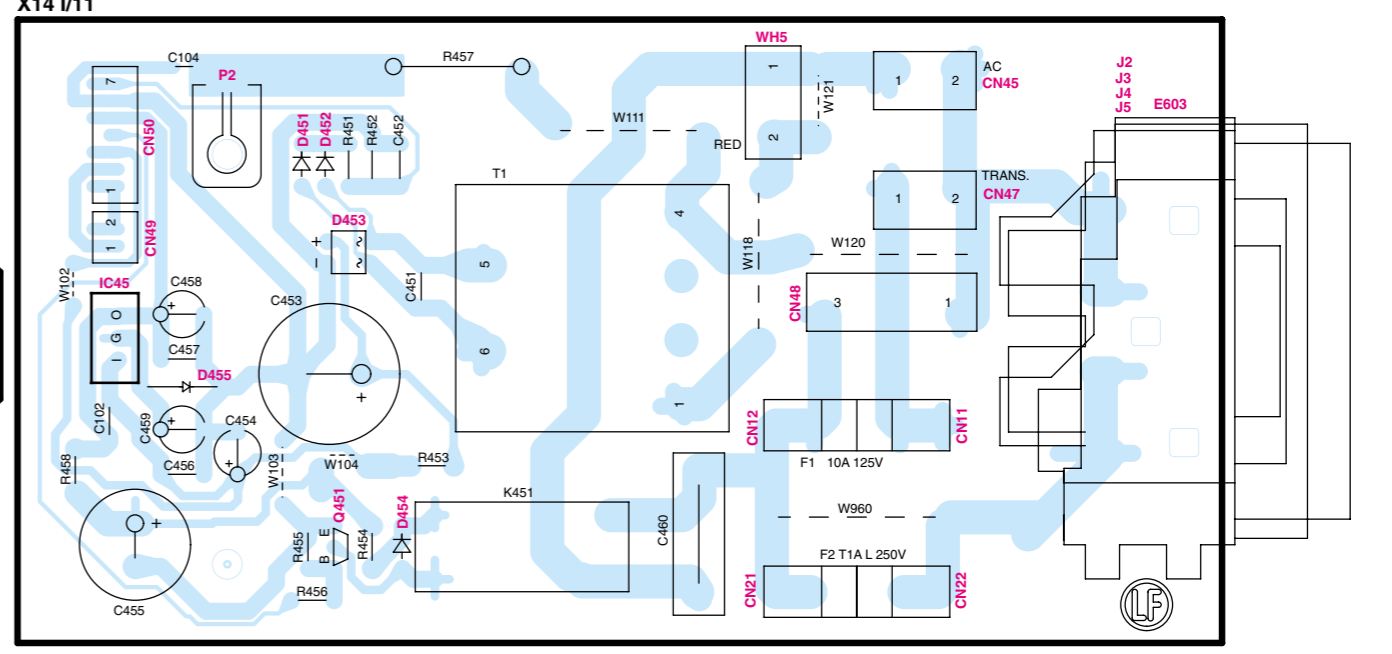 X14 I/11
C104
R457
WH5
J2
J3
J4
J5
E603
7
P2
CN50
1
D451
D452
R451
R452
C452
W111
1
RED
2
W121
1
2
AC
CN45
T1
TRANS.
CN47
1
2
2
1
CN49
D453
+
−
~
~
4
W118
W120
W102
IC45
C458
+
C453
C451
5
CN48
3
1
O
G
I
C457
6
D455
+
1
C102
C459
+
C454
+
C456
R458
W103
W104
R453
CN12
CN11
F1 10A 125V
+
C455
Q451
R455
B
E
R454
D454
K451
C460
W960
R456
F2 T1A L 250V
CN21
CN22
LF